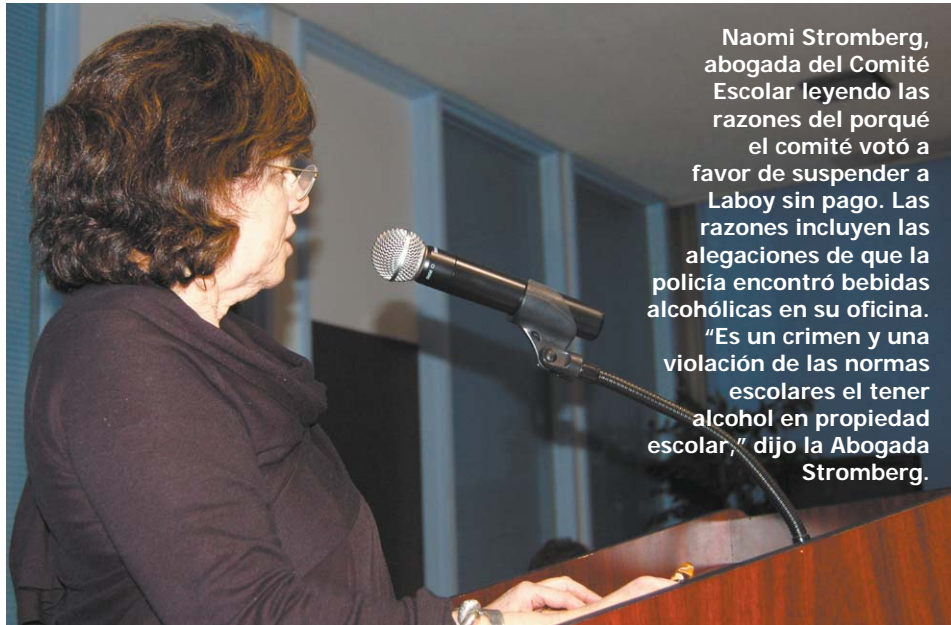 Naomi Stromberg,
abogada del Comité
Escolar leyendo las
razones del porqué
el comité votó a
favor de suspender a
Laboy sin pago. Las
razones incluyen las
alegaciones de que la
policía encontró bebidas
alcohólicas en su oficina.
“Es un crimen y una
violación de las normas
escolares el tener
alcohol en propiedad
escolar,” dijo la Abogada
Stromberg.